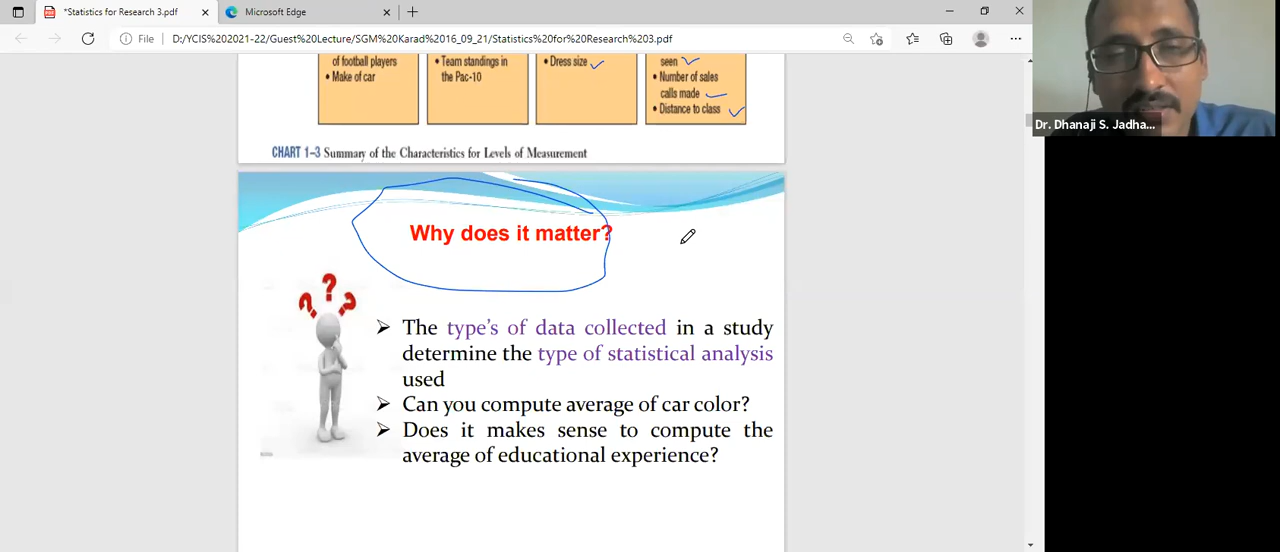 *Statistics for Research 3.pdf
Microsoft Edge
File
D:/YCIS%202021-22/Guest%20Lecture/SGM%20Karad%2016_09_21/Statistics%20for%20Research%203.pdf
of football players
• Make of car
• Team standings in
the Pac-10
• Dress size
seen
• Number of sales
calls made
• Distance to class
CHART 1–3 Summary of the Characteristics for Levels of Measurement
Why does it matter?
➢ The type's of data collected in a study
determine the type of statistical analysis
used
➢ Can you compute average of car color?
➢ Does it makes sense to compute the
average of educational experience?
Dr. Dhanaji S. Jadha...